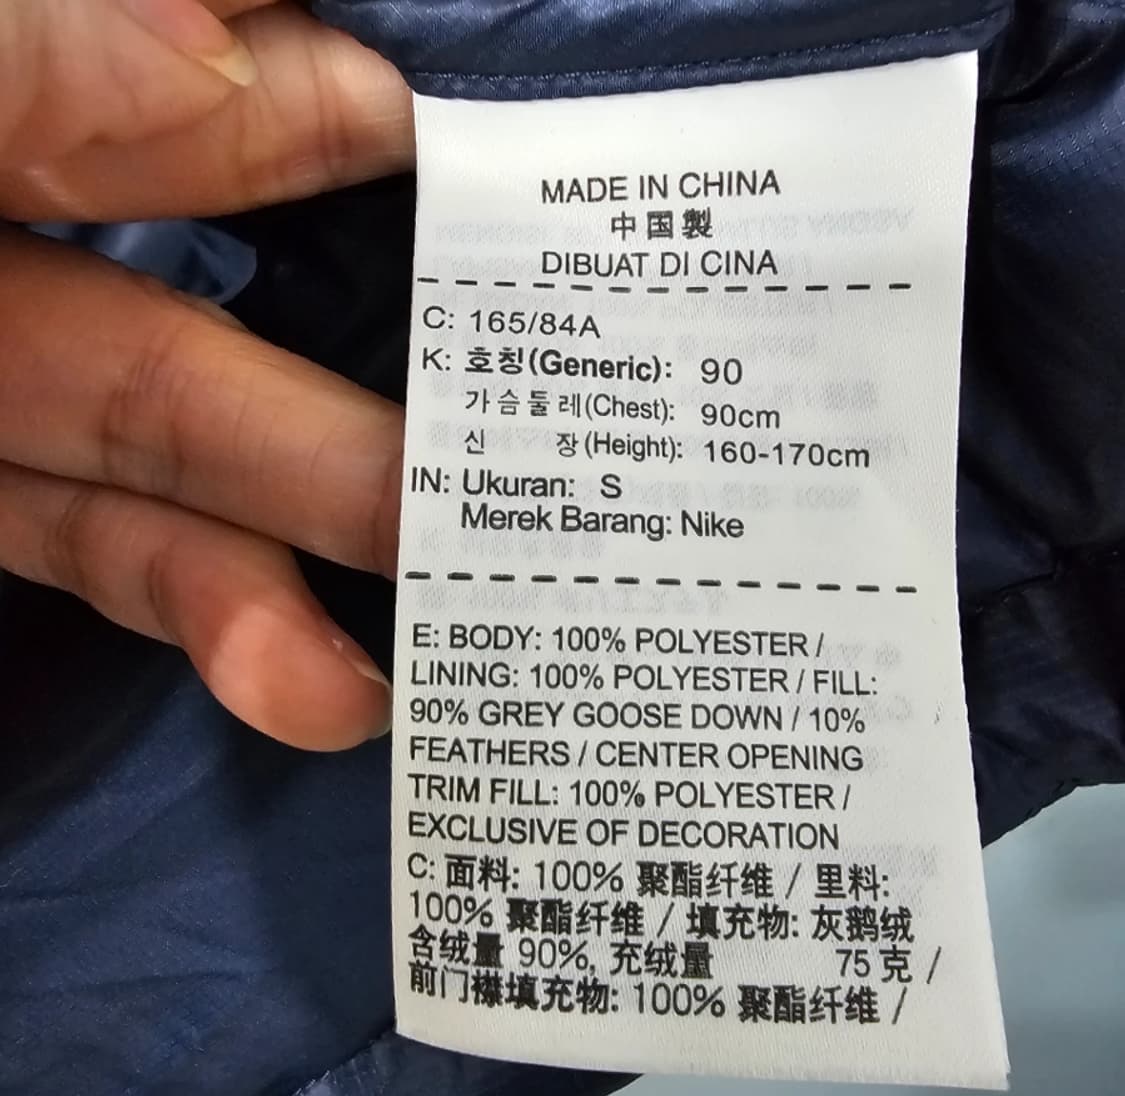 MADE IN CHINA
中国製
DIBUAT DI CINA
C: 165/84A
K: 호칭(Generic): 90
가슴둘레(Chest): 90cm
신 장(Height): 160-170cm
IN: Ukuran: S
Merek Barang: Nike
E: BODY: 100% POLYESTER /
LINING: 100% POLYESTER / FILL:
90% GREY GOOSE DOWN / 10%
FEATHERS / CENTER OPENING
TRIM FILL: 100% POLYESTER /
EXCLUSIVE OF DECORATION
C: 面料: 100% 聚酯纤维 / 里料:
100% 聚酯纤维 / 填充物: 灰鹅绒
含绒量 90%, 充绒量 75 克 /
前门襟填充物: 100% 聚酯纤维 /